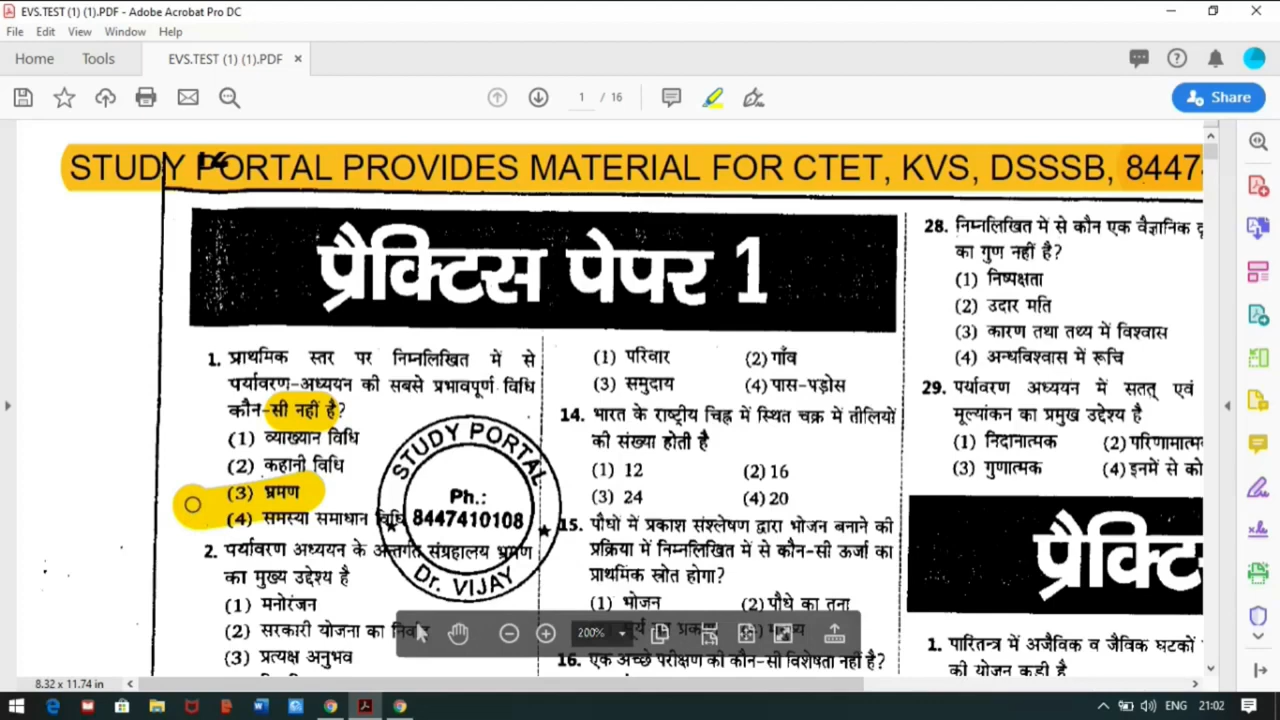 EVS.TEST (1) (1).PDF - Adobe Acrobat Pro DC
File Edit View Window Help
Home Tools EVS.TEST (1) (1).PDF ×
1 / 16
Share
STUDY PORTAL PROVIDES MATERIAL FOR CTET, KVS, DSSSB, 8447
प्रैक्टिस पेपर 1
1. प्राथमिक स्तर पर निम्नलिखित में से
पर्यावरण-अध्ययन की सबसे प्रभावपूर्ण विधि
कौन-सी नहीं है?
(1) व्याख्यान विधि
(2) कहानी विधि
(3) भ्रमण
(4) समस्या समाधान विधि
2. पर्यावरण अध्ययन के अन्तर्गत संग्रहालय भ्रमण
का मुख्य उद्देश्य है
(1) मनोरंजन
(2) सरकारी योजना का
(3) प्रत्यक्ष अनुभव
STUDY PORTAL
Ph.:
8447410108
Dr. VIJAY
(1) परिवार (2) गाँव
(3) समुदाय (4) पास-पड़ोस
14. भारत के राष्ट्रीय चिह्न में स्थित चक्र में तीलियों
की संख्या होती है
(1) 12 (2) 16
(3) 24 (4) 20
15. पौधो में प्रकाश संश्लेषण द्वारा भोजन बनाने की
प्रक्रिया में निम्नलिखित में से कौन-सी ऊर्जा का
प्राथमिक स्रोत होगा?
(1) भोजन (2) पौधे का तना
200%
16. एक अच्छे परीक्षण की कौन-सी विशेषता नहीं है?
28. निम्नलिखित में से कौन एक वैज्ञानिक
का गुण नहीं है?
(1) निष्पक्षता
(2) उदार मति
(3) कारण तथा तथ्य में विश्वास
(4) अन्धविश्वास में रूचि
29. पर्यावरण अध्ययन में सतत् एवं
मूल्यांकन का प्रमुख उद्देश्य है
(1) निदानात्मक (2) परिणामात्म
(3) गुणात्मक (4) इनमें से को
प्रैक्टि
1. पारितन्त्र में अजैविक व जैविक घटकों
की योजन कड़ी है
8.32 x 11.74 in
ENG 21:02